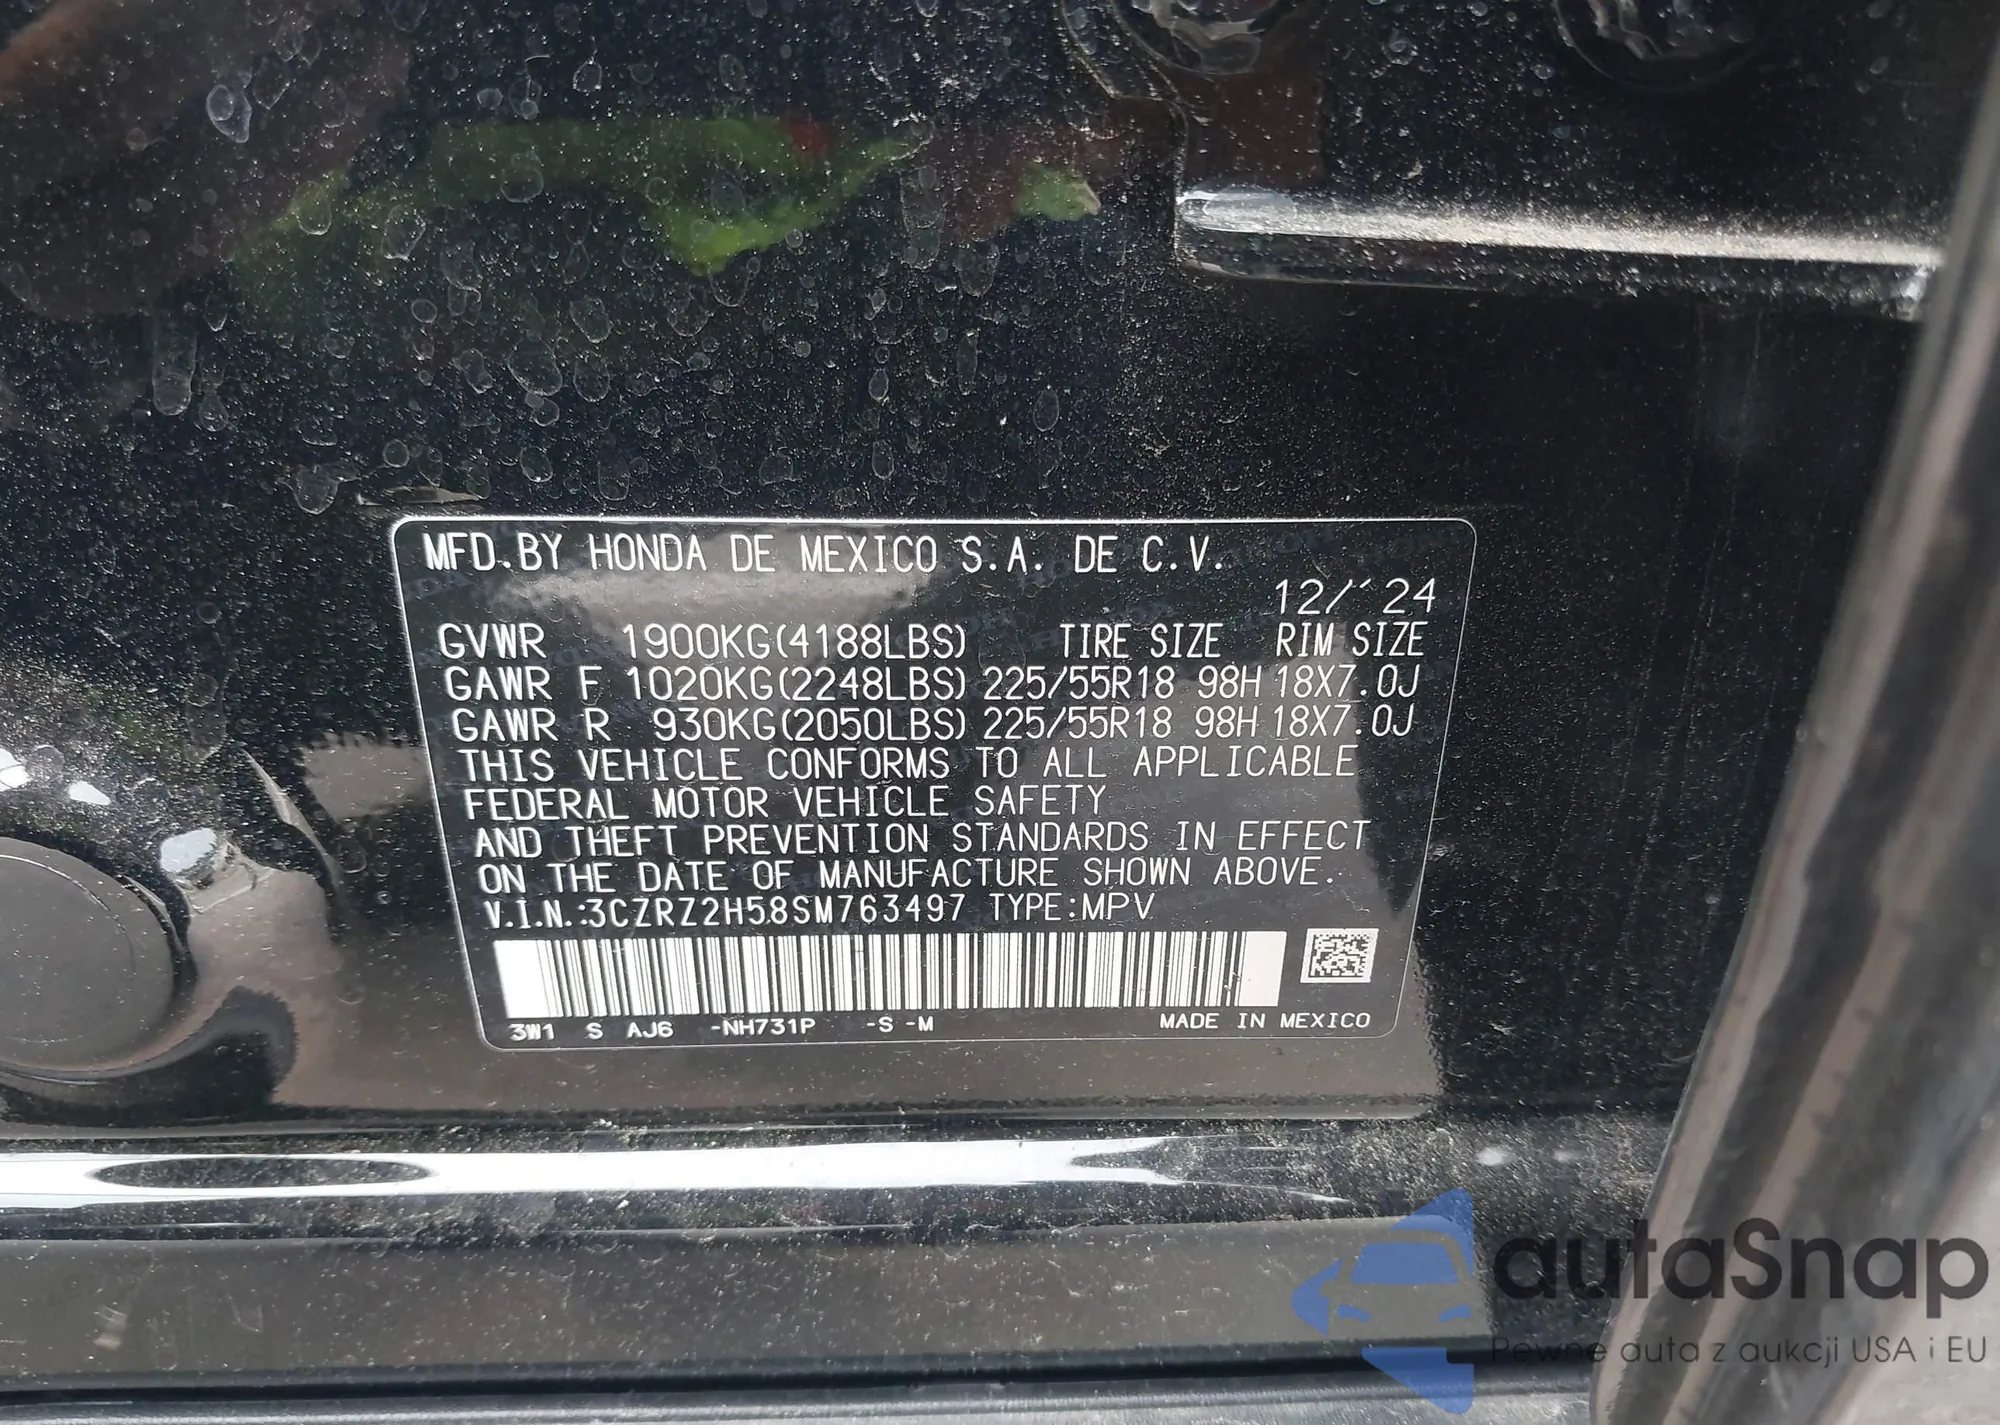 MFD.BY HONDA DE MEXICO S.A. DE C.V.
12/ 24
GVWR 1900KG(4188LBS) TIRE SIZE RIM SIZE
GAWR F 1020KG(2248LBS) 225/55R18 98H 18X7.0J
GAWR R 930KG(2050LBS) 225/55R18 98H 18X7.0J
THIS VEHICLE CONFORMS TO ALL APPLICABLE
FEDERAL MOTOR VEHICLE SAFETY
AND THEFT PREVENTION STANDARDS IN EFFECT
ON THE DATE OF MANUFACTURE SHOWN ABOVE.
V.I.N.:3CZRZ2H58SM763497 TYPE:MPV
3W1 S AJ6 -NH731P -S -M MADE IN MEXICO
autaSnap
Pewne auta z aukcji USA i EU